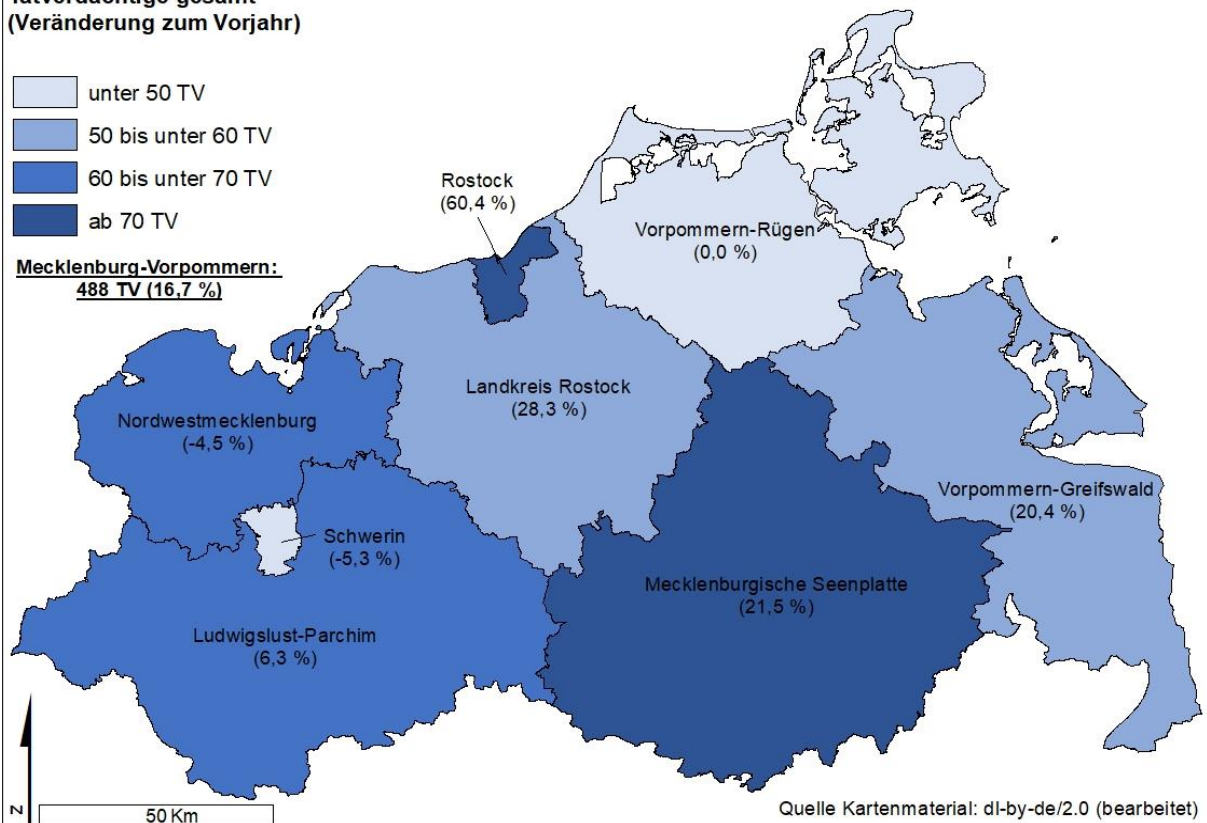 (Veränderung zum Vorjahr)
unter 50 TV
50 bis unter 60 TV
60 bis unter 70 TV
ab 70 TV
Mecklenburg-Vorpommern:
488 TV (16,7 %)
Rostock
(60,4 %)
Vorpommern-Rügen
(0,0 %)
Landkreis Rostock
(28,3 %)
Nordwestmecklenburg
(-4,5 %)
Vorpommern-Greifswald
(20,4 %)
Schwerin
(-5,3 %)
Mecklenburgische Seenplatte
(21,5 %)
Ludwigslust-Parchim
(6,3 %)
N
50 Km
Quelle Kartenmaterial: dl-by-de/2.0 (bearbeitet)